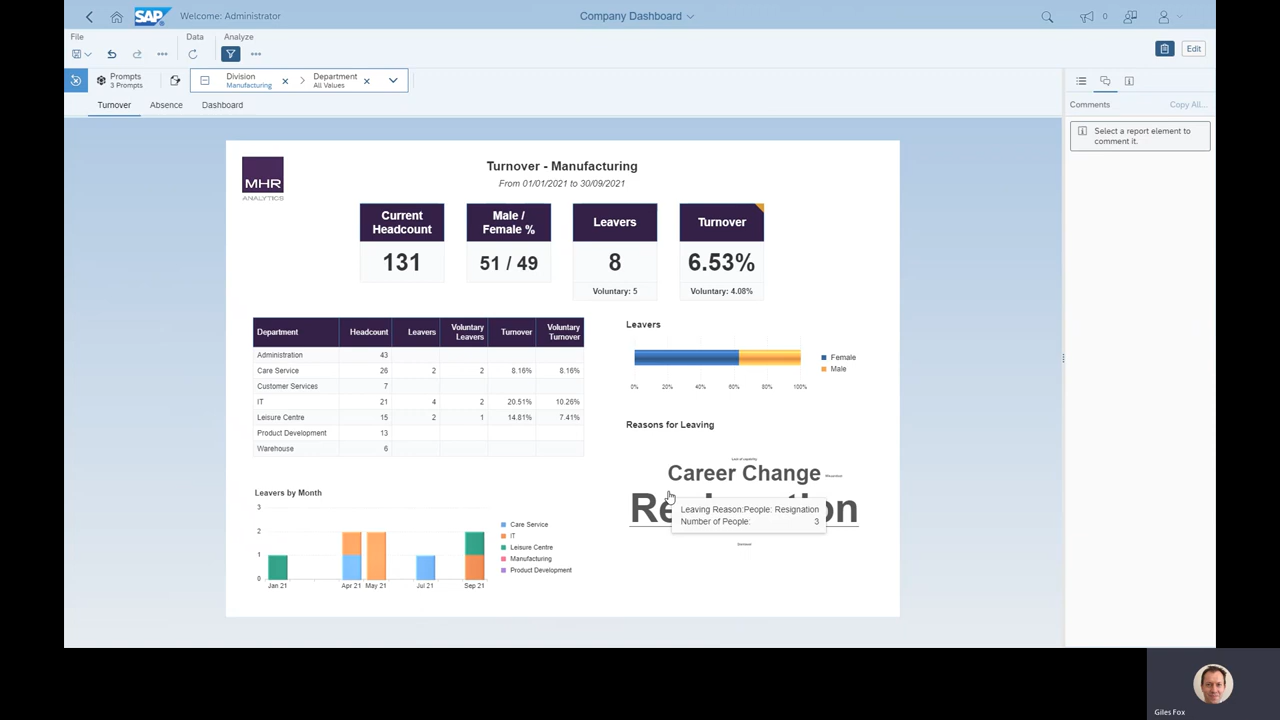 SAP Welcome: Administrator
Company Dashboard
0
File
Data
Analyze
Edit
Prompts
3 Prompts
Division
Manufacturing
Department
All Values
Turnover
Absence
Dashboard
Comments
Copy All...
Select a report element to
comment it.
MHR
ANALYTICS
Turnover - Manufacturing
From 01/01/2021 to 30/09/2021
Current
Headcount
131
Male /
Female %
51 / 49
Leavers
8
Voluntary: 5
Turnover
6.53%
Voluntary: 4.08%
Department Headcount Leavers Voluntary Leavers Turnover Voluntary Turnover
Administration 43
Care Service 26 2 2 8.16% 8.16%
Customer Services 7
IT 21 4 2 20.51% 10.26%
Leisure Centre 15 2 1 14.81% 7.41%
Product Development 13
Warehouse 6
Leavers
Female
Male
0% 20% 40% 60% 80% 100%
Reasons for Leaving
Lack of capability
Career Change
Re on
Leaving Reason:People: Resignation
Number of People: 3
Leavers by Month
3
2
1
0
Jan 21 Apr 21 May 21 Jul 21 Sep 21
Care Service
IT
Leisure Centre
Manufacturing
Product Development
Giles Fox